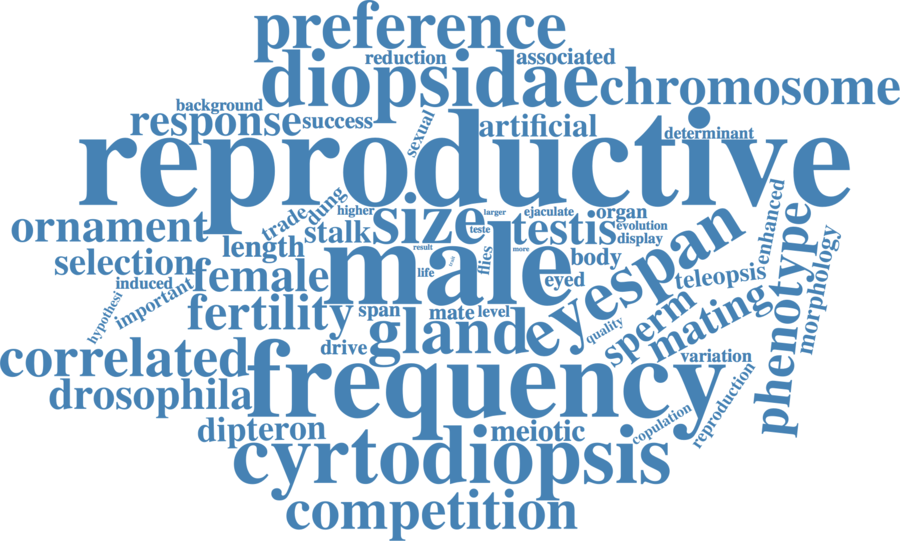 preference
reduction
associated
diopsidae
chromosome
background
response
success
sexual
artificial
determinant
reproductive
ornament
trade
dung
higher
size
larger
teste
ejaculate
organ
evolution
testis
display
eyespan
enhanced
phenotype
morphology
selection
length
stalk
male
result
life
trait
flies
more
eyed
body
teleopsis
induced
female
important
hypothesi
fertility
span
mate
level
gland
quality
sperm
mating
correlated
drive
frequency
variation
reproduction
drosophila
dipteron
meiotic
copulation
cyrtodiopsis
competition